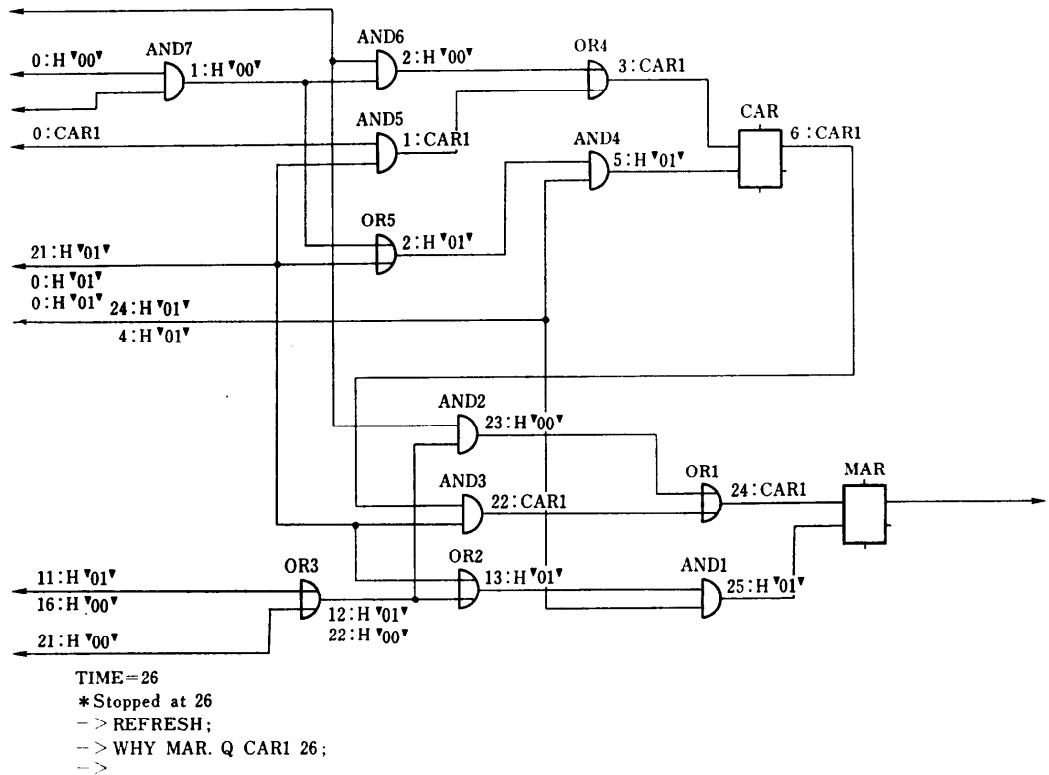 AND6
OR4
AND7
0:H"00"
1:H"00"
2:H"00"
3:CAR1
CAR
0:CAR1
AND5
1:CAR1
AND4
5:H"01"
6:CAR1
OR5
2:H"01"
21:H"01"
0:H"01"
0:H"01"
24:H"01"
4:H"01"
AND2
23:H"00"
AND3
22:CAR1
OR1
24:CAR1
MAR
OR3
OR2
AND1
11:H"01"
13:H"01"
25:H"01"
16:H"00"
12:H"01"
22:H"00"
21:H"00"
TIME=26
*Stopped at 26
->REFRESH;
->WHY MAR. Q CAR1 26;
->